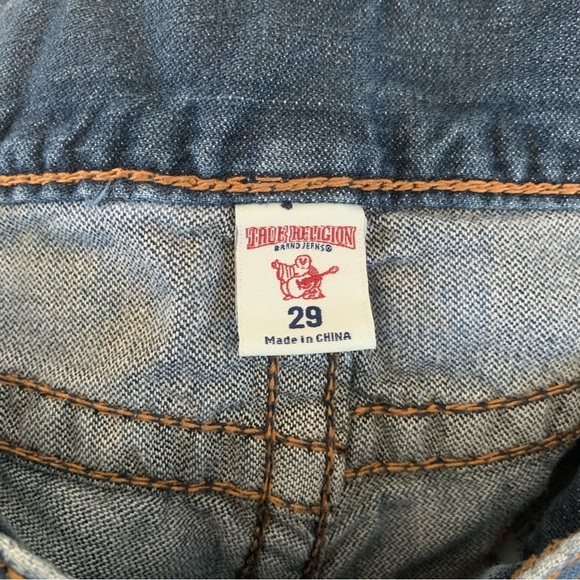 TRUE RELIGION
BRAND JEANS®
29
Made in CHINA